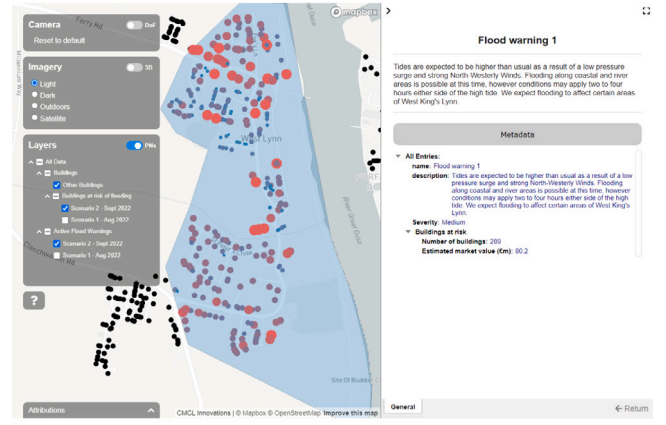 Camera
DoF
Reset to default
Imagery
3D
Light
Dark
Outdoors
Satellite
Layers
PNs
All Data
Buildings
Other Buildings
Buildings at risk of flooding
Scenario 2 - Sept 2022
Scenario 1 - Aug 2022
Active Flood Warnings
Scenario 2 - Sept 2022
Scenario 1 - Aug 2022
?
Attributions
Ferry Rd
West Lynn
River Great Ouse
Site Of Blubber
mapbox
CMCL Innovations | © Mapbox © OpenStreetMap Improve this map
Flood warning 1
Tides are expected to be higher than usual as a result of a low pressure
surge and strong North-Westerly Winds. Flooding along coastal and river
areas is possible at this time, however conditions may apply two to four
hours either side of the high tide. We expect flooding to affect certain areas
of West King's Lynn.
Metadata
All Entries:
name: Flood warning 1
description: Tides are expected to be higher than usual as a result of a low
pressure surge and strong North-Westerly Winds. Flooding
along coastal and river areas is possible at this time, however
conditions may apply two to four hours either side of the high
tide. We expect flooding to affect certain areas of West King's
Lynn.
Severity: Medium
Buildings at risk
Number of buildings: 289
Estimated market value (£m): 80.2
General
Return